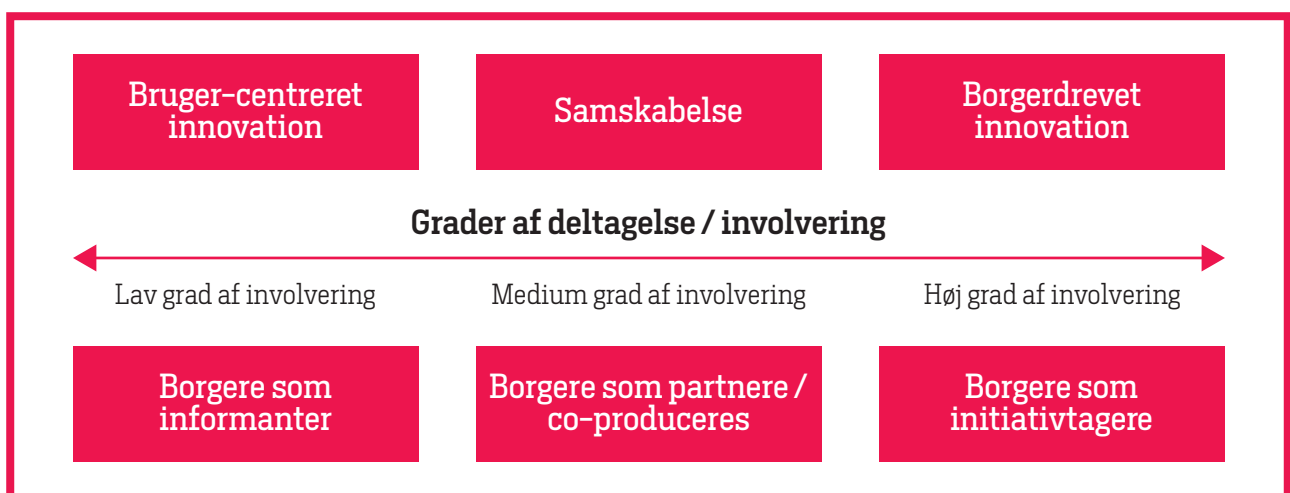 Bruger-centreret
innovation
Samskabelse
Borgerdrevet
innovation
Grader af deltagelse / involvering
Lav grad af involvering
Medium grad af involvering
Høj grad af involvering
Borgere som
informanter
Borgere som partnere /
co-produceres
Borgere som
initiativtagere